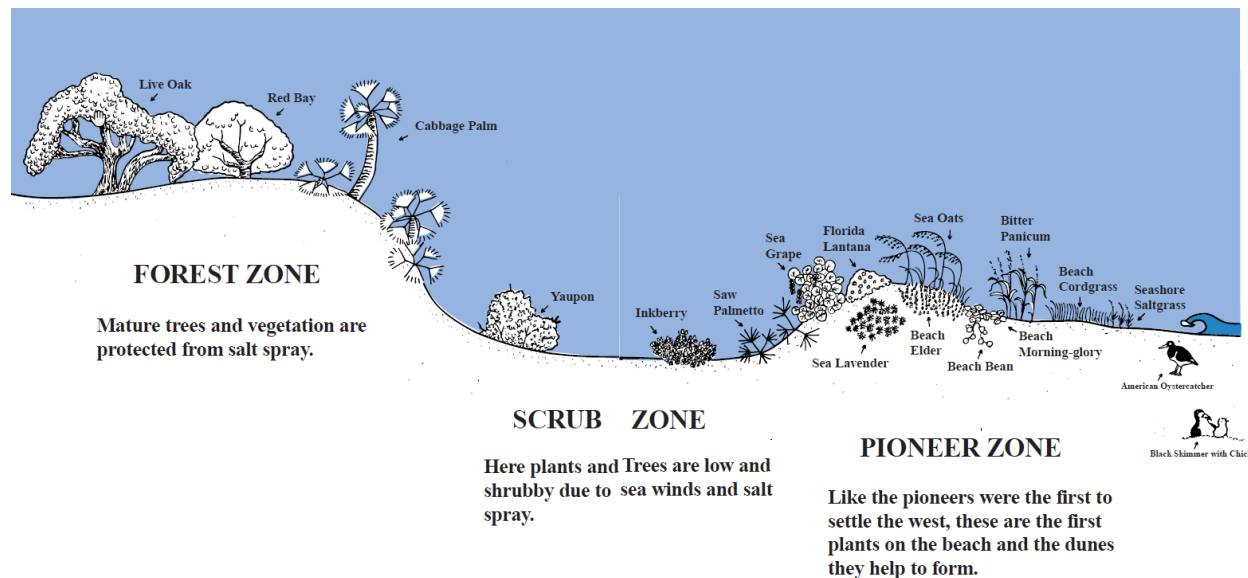 Live Oak
Red Bay
Cabbage Palm
FOREST ZONE
Mature trees and vegetation are
protected from salt spray.
Yaupon
Inkberry
Saw
Palmetto
Sea
Grape
Florida
Lantana
Sea Oats
Bitter
Panicum
Beach
Cordgrass
Seashore
Saltgrass
Sea Lavender
Beach
Elder
Beach Bean
Beach
Morning-glory
American Oystercatcher
Black Skimmer with Chick
SCRUB ZONE
Here plants and Trees are low and
shrubby due to sea winds and salt
spray.
PIONEER ZONE
Like the pioneers were the first to
settle the west, these are the first
plants on the beach and the dunes
they help to form.